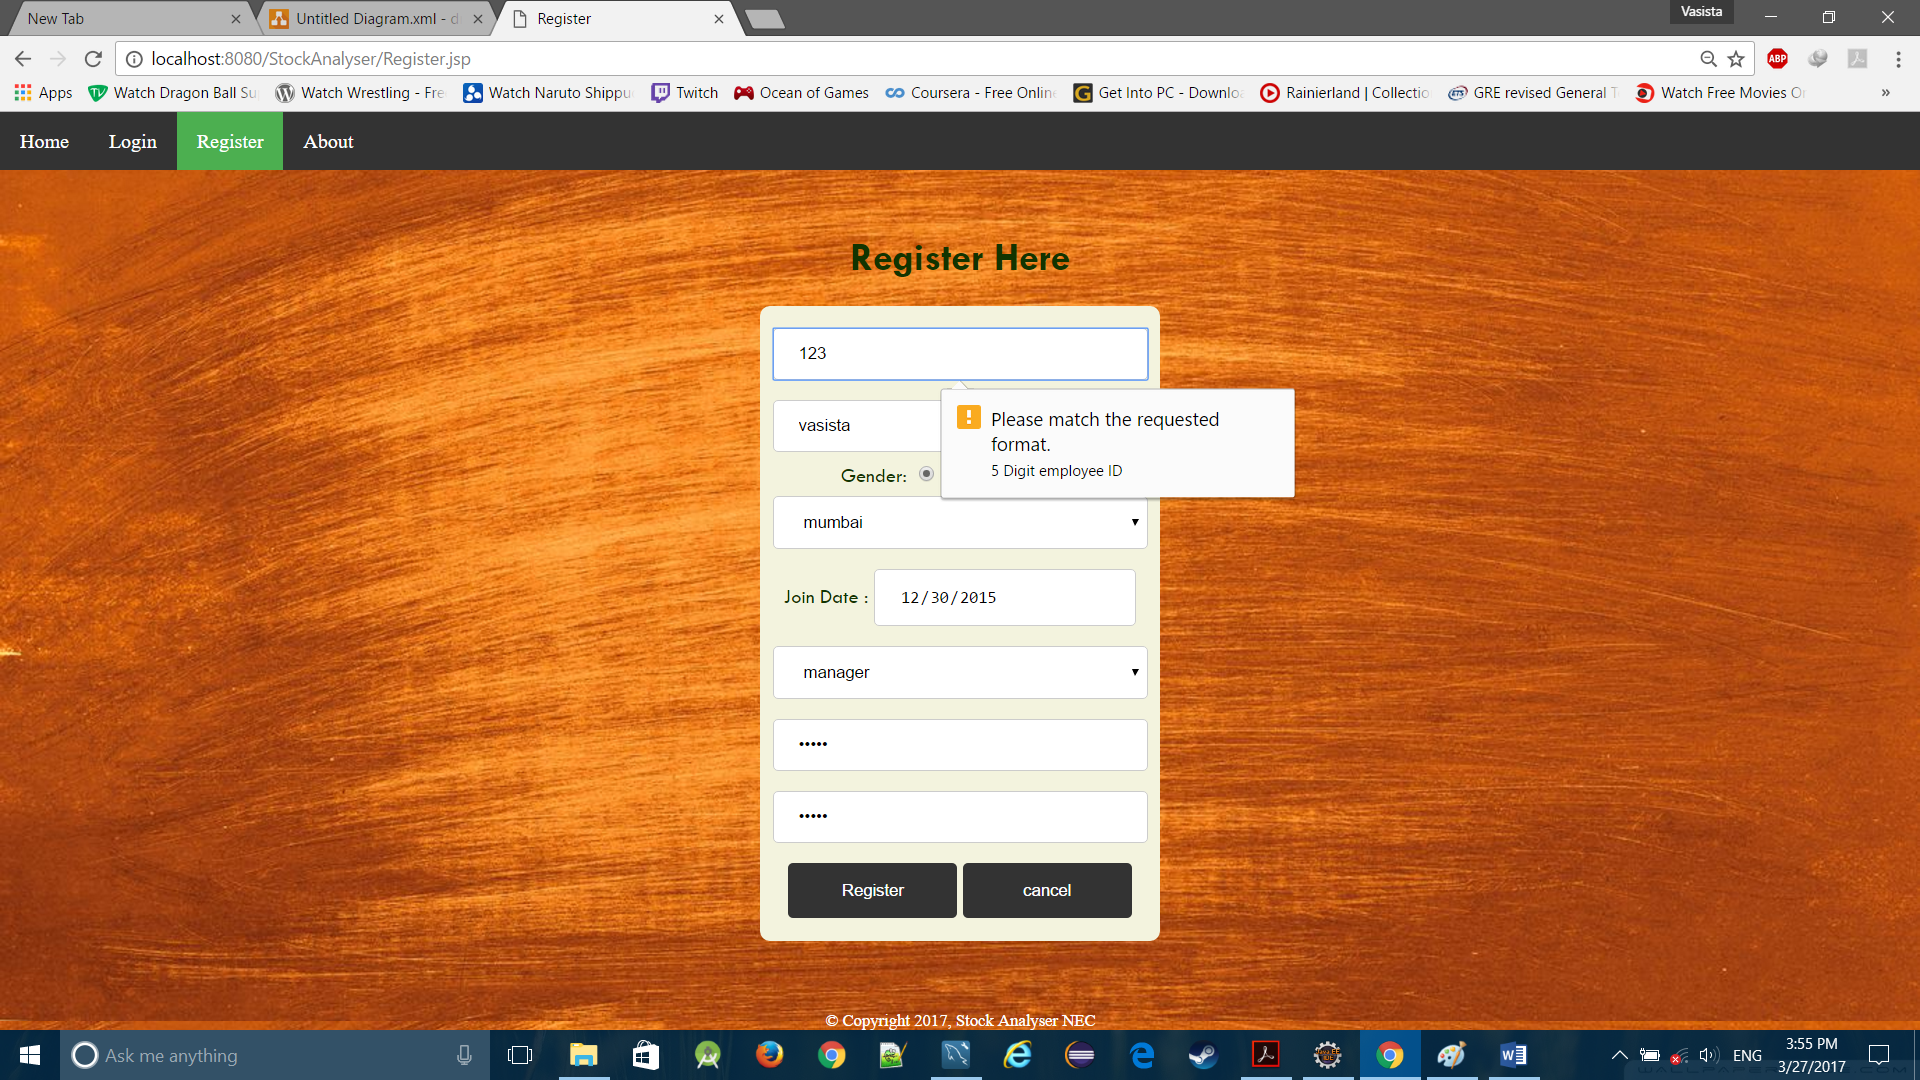 New Tab
Untitled Diagram.xml - d
Register
Vasista
localhost:8080/StockAnalyser/Register.jsp
ABP
Apps
Watch Dragon Ball Su
Watch Wrestling - Fre
Watch Naruto Shippu
Twitch
Ocean of Games
Coursera - Free Onlin
Get Into PC - Downlo
Rainierland | Collectio
GRE revised General T
Watch Free Movies O
»
Home
Login
Register
About
Register Here
123
Please match the requested
format.
5 Digit employee ID
vasista
Gender:
mumbai
Join Date :
12/30/2015
manager
•••••
•••••
Register
cancel
© Copyright 2017, Stock Analyser NEC
Ask me anything
ENG
3:55 PM
3/27/2017